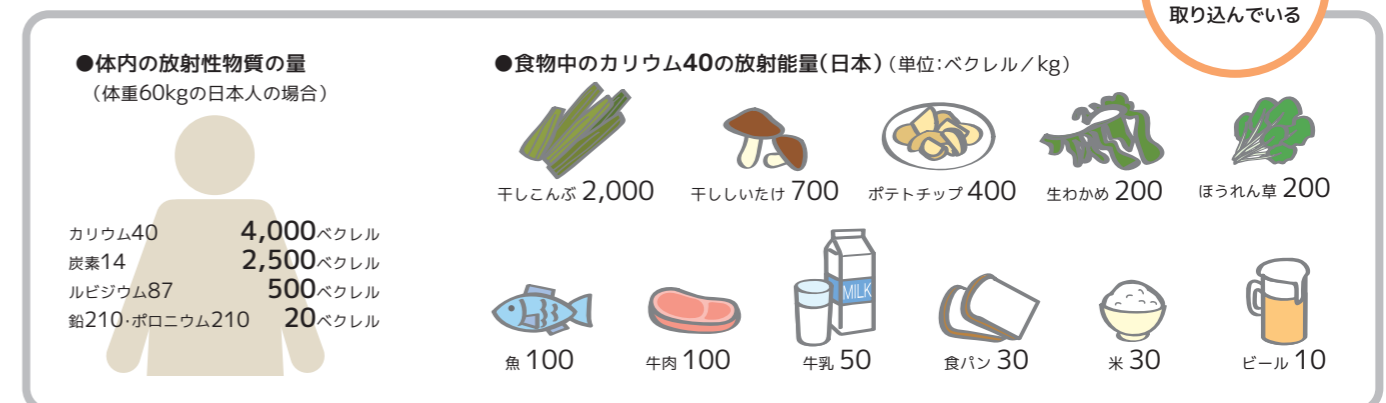 取り込んでいる
●体内の放射性物質の量
（体重60kgの日本人の場合）
カリウム40 4,000ベクレル
炭素14 2,500ベクレル
ルビジウム87 500ベクレル
鉛210・ポロニウム210 20ベクレル
●食物中のカリウム40の放射能量（日本）（単位：ベクレル／kg）
干しこんぶ 2,000 干ししいたけ 700 ポテトチップ 400 生わかめ 200 ほうれん草 200
MILK
魚 100 牛肉 100 牛乳 50 食パン 30 米 30 ビール 10